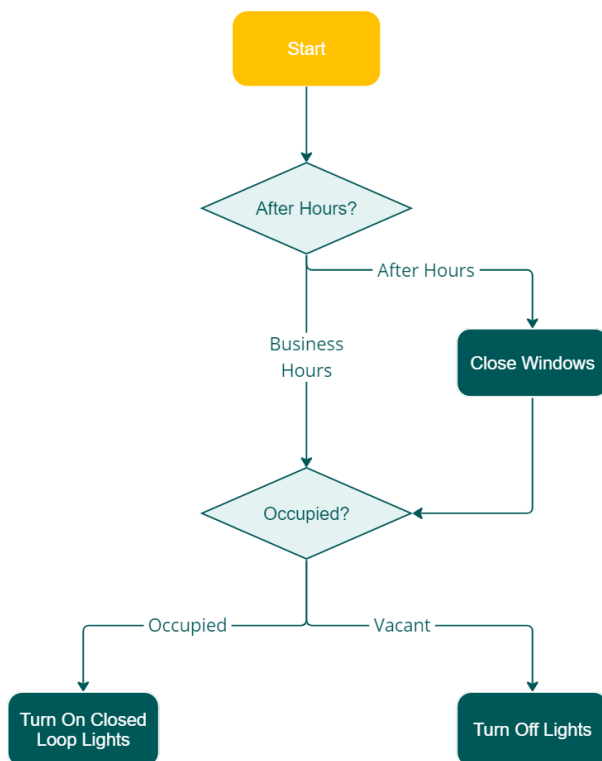 Start
After Hours?
After Hours
Business
Hours
Close Windows
Occupied?
Occupied
Vacant
Turn On Closed
Loop Lights
Turn Off Lights